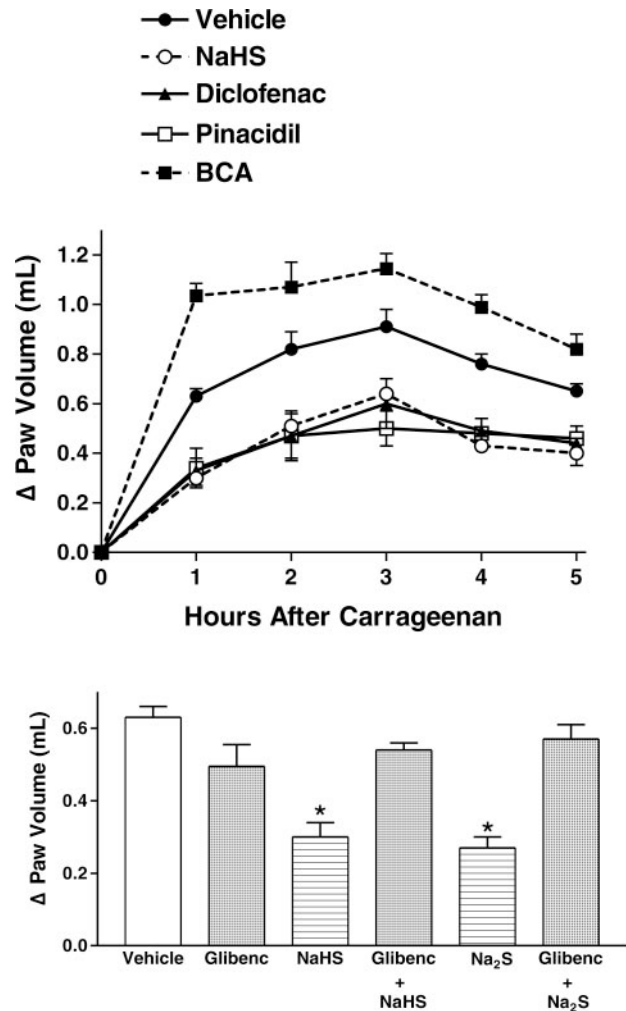 Vehicle
NaHS
Diclofenac
Pinacidil
BCA
Δ Paw Volume (mL)
1.2
1.0
0.8
0.6
0.4
0.2
0.0
0 1 2 3 4 5
Hours After Carrageenan
Δ Paw Volume (mL)
0.6
0.4
0.2
0.0
* *
Vehicle Glibenc NaHS Glibenc Na₂S Glibenc
+ +
NaHS Na₂S